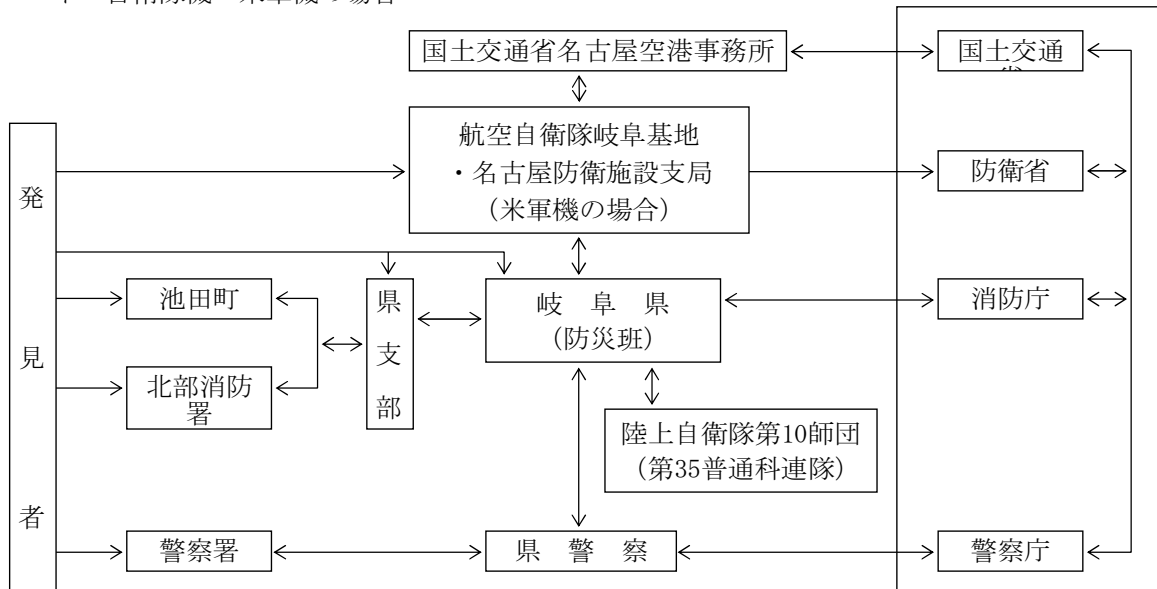 国土交通省名古屋空港事務所
国土交通
航空自衛隊岐阜基地
・名古屋防衛施設支局
（米軍機の場合）
防衛省
発見者
池田町
県支部
岐阜県
（防災班）
消防庁
北部消防
署
陸上自衛隊第10師団
（第35普通科連隊）
警察署
県警察
警察庁